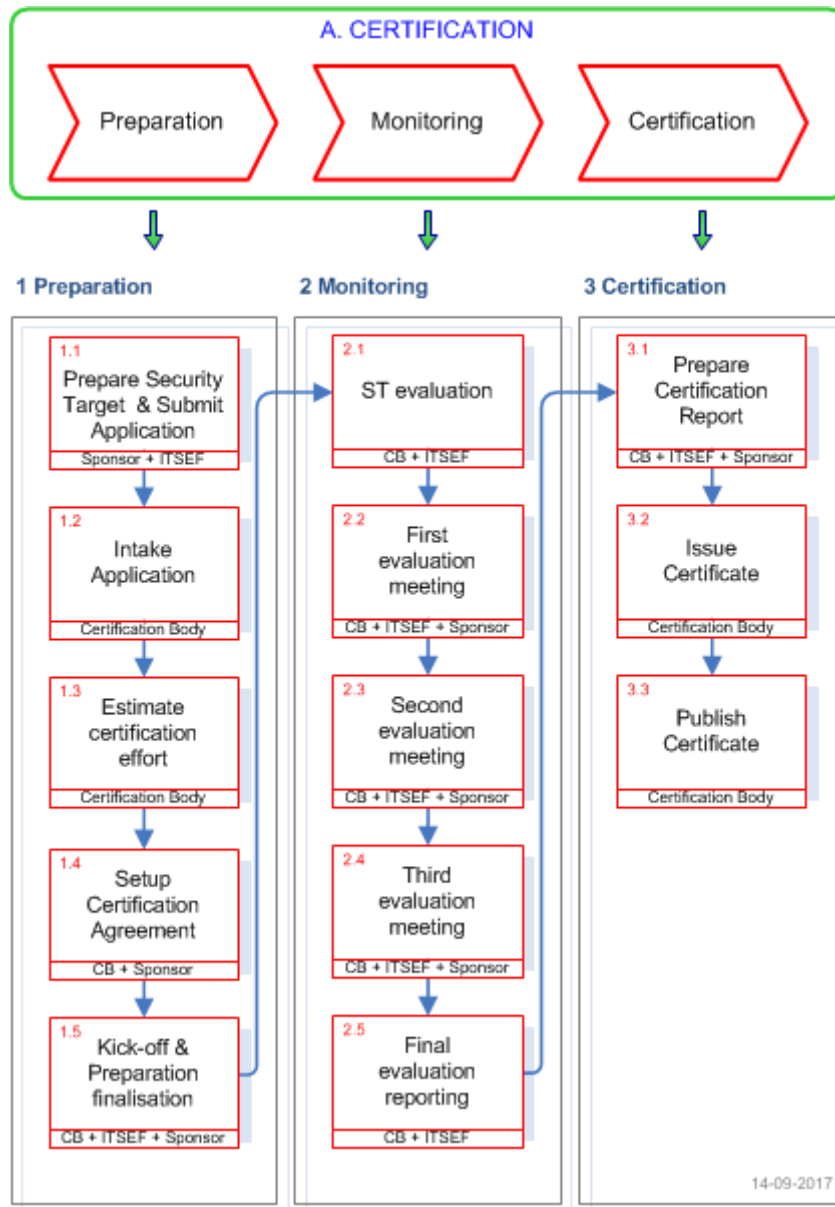 A. CERTIFICATION
Preparation
Monitoring
Certification
1 Preparation
2 Monitoring
3 Certification
1.1
Prepare Security
Target & Submit
Application
Sponsor + ITSEF
1.2
Intake
Application
Certification Body
1.3
Estimate
certification
effort
Certification Body
1.4
Setup
Certification
Agreement
CB + Sponsor
1.5
Kick-off &
Preparation
finalisation
CB + ITSEF + Sponsor
2.1
ST evaluation
CB + ITSEF
2.2
First
evaluation
meeting
CB + ITSEF + Sponsor
2.3
Second
evaluation
meeting
CB + ITSEF + Sponsor
2.4
Third
evaluation
meeting
CB + ITSEF + Sponsor
2.5
Final
evaluation
reporting
CB + ITSEF
3.1
Prepare
Certification
Report
CB + ITSEF + Sponsor
3.2
Issue
Certificate
Certification Body
3.3
Publish
Certificate
Certification Body
14-09-2017